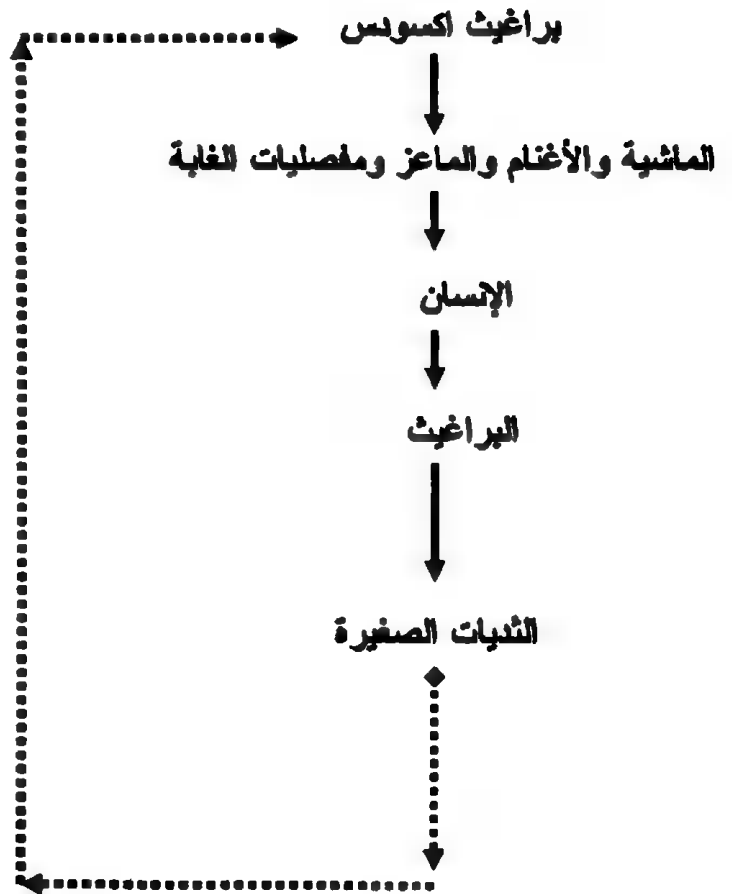 براغيث اكسودس
الماشية والأغنام والماعز ومفصليات الغابة
الإنسان
البراغيث
الثديات الصغيرة